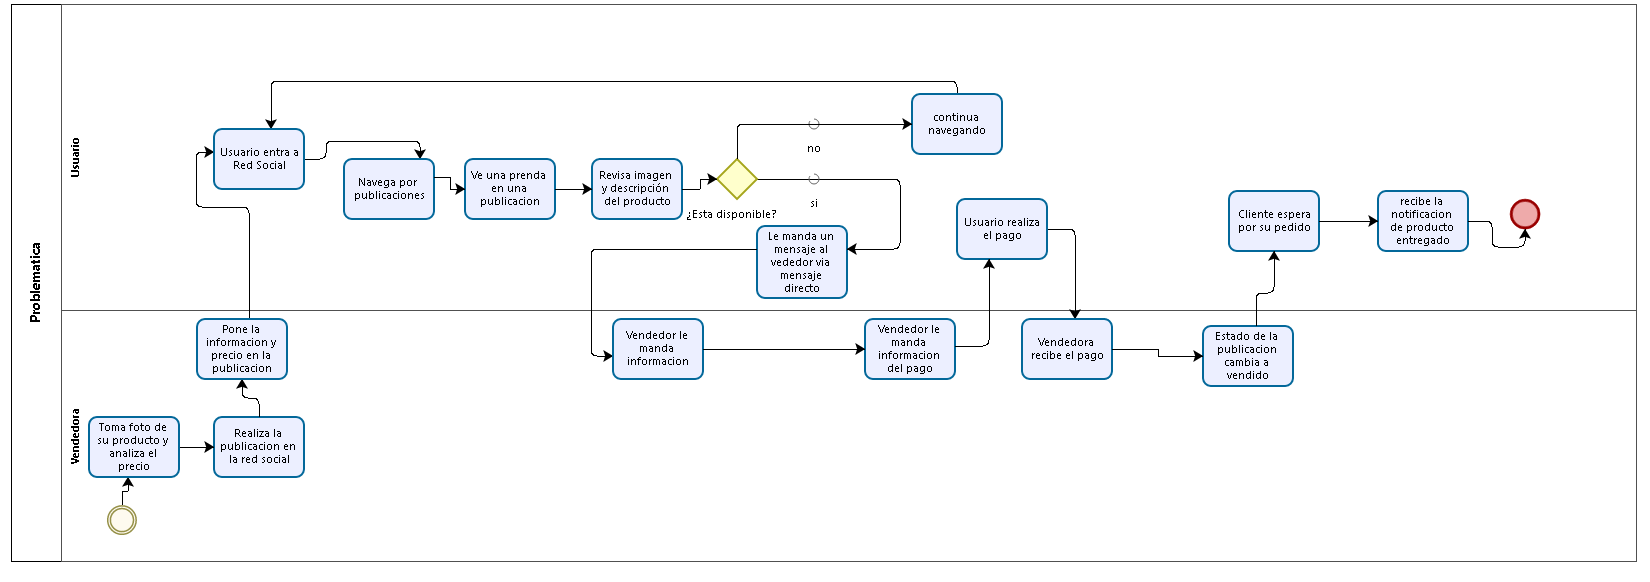 Problematica
Usuario
Usuario entra a
Red Social
Navega por
publicaciones
Ve una prenda
en una
publicacion
Revisa imagen
y descripción
del producto
¿Esta disponible?
no
continua
navegando
si
Le manda un
mensaje al
vededor via
mensaje
directo
Usuario realiza
el pago
Cliente espera
por su pedido
recibe la
notificacion
de producto
entregado
Vendedora
Toma foto de
su producto y
analiza el
precio
Realiza la
publicacion en
la red social
Pone la
informacion y
precio en la
publicacion
Vendedor le
manda
informacion
Vendedor le
manda
informacion
del pago
Vendedora
recibe el pago
Estado de la
publicacion
cambia a
vendido